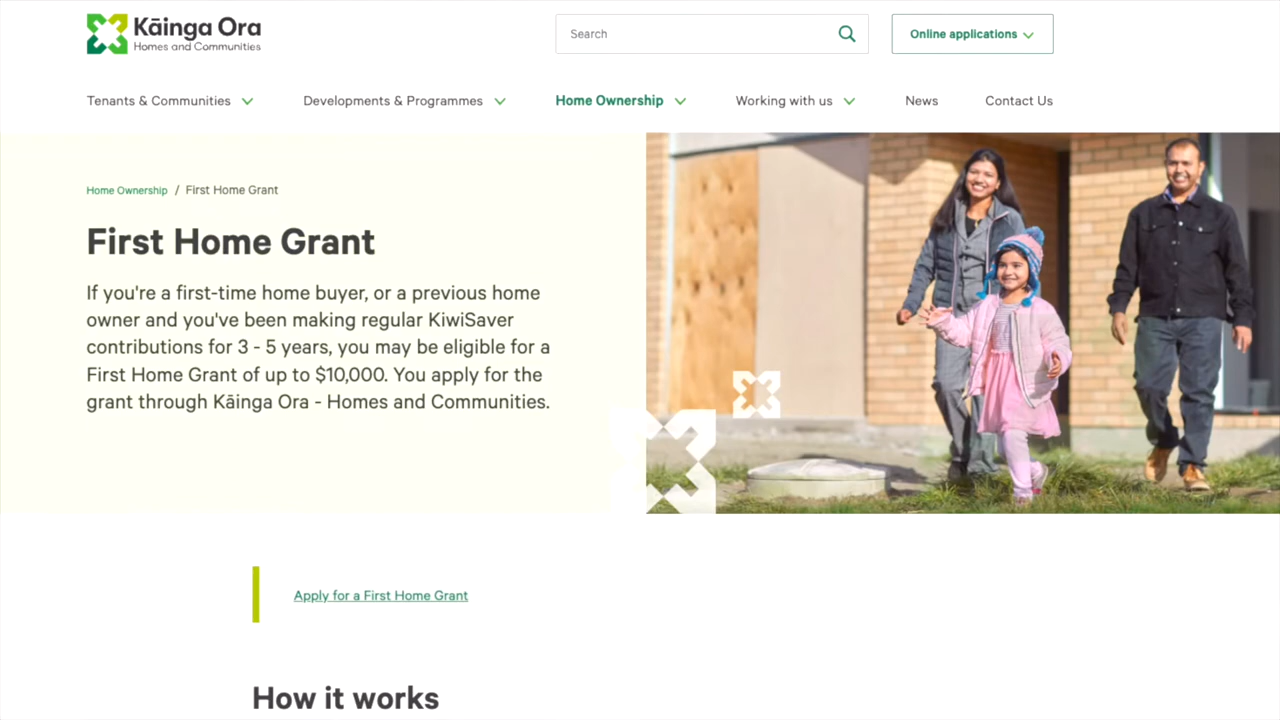 Kāinga Ora
Homes and Communities
Search
Online applications
Tenants & Communities
Developments & Programmes
Home Ownership
Working with us
News
Contact Us
Home Ownership / First Home Grant
First Home Grant
If you're a first-time home buyer, or a previous home
owner and you've been making regular KiwiSaver
contributions for 3 - 5 years, you may be eligible for a
First Home Grant of up to $10,000. You apply for the
grant through Kāinga Ora - Homes and Communities.
Apply for a First Home Grant
How it works